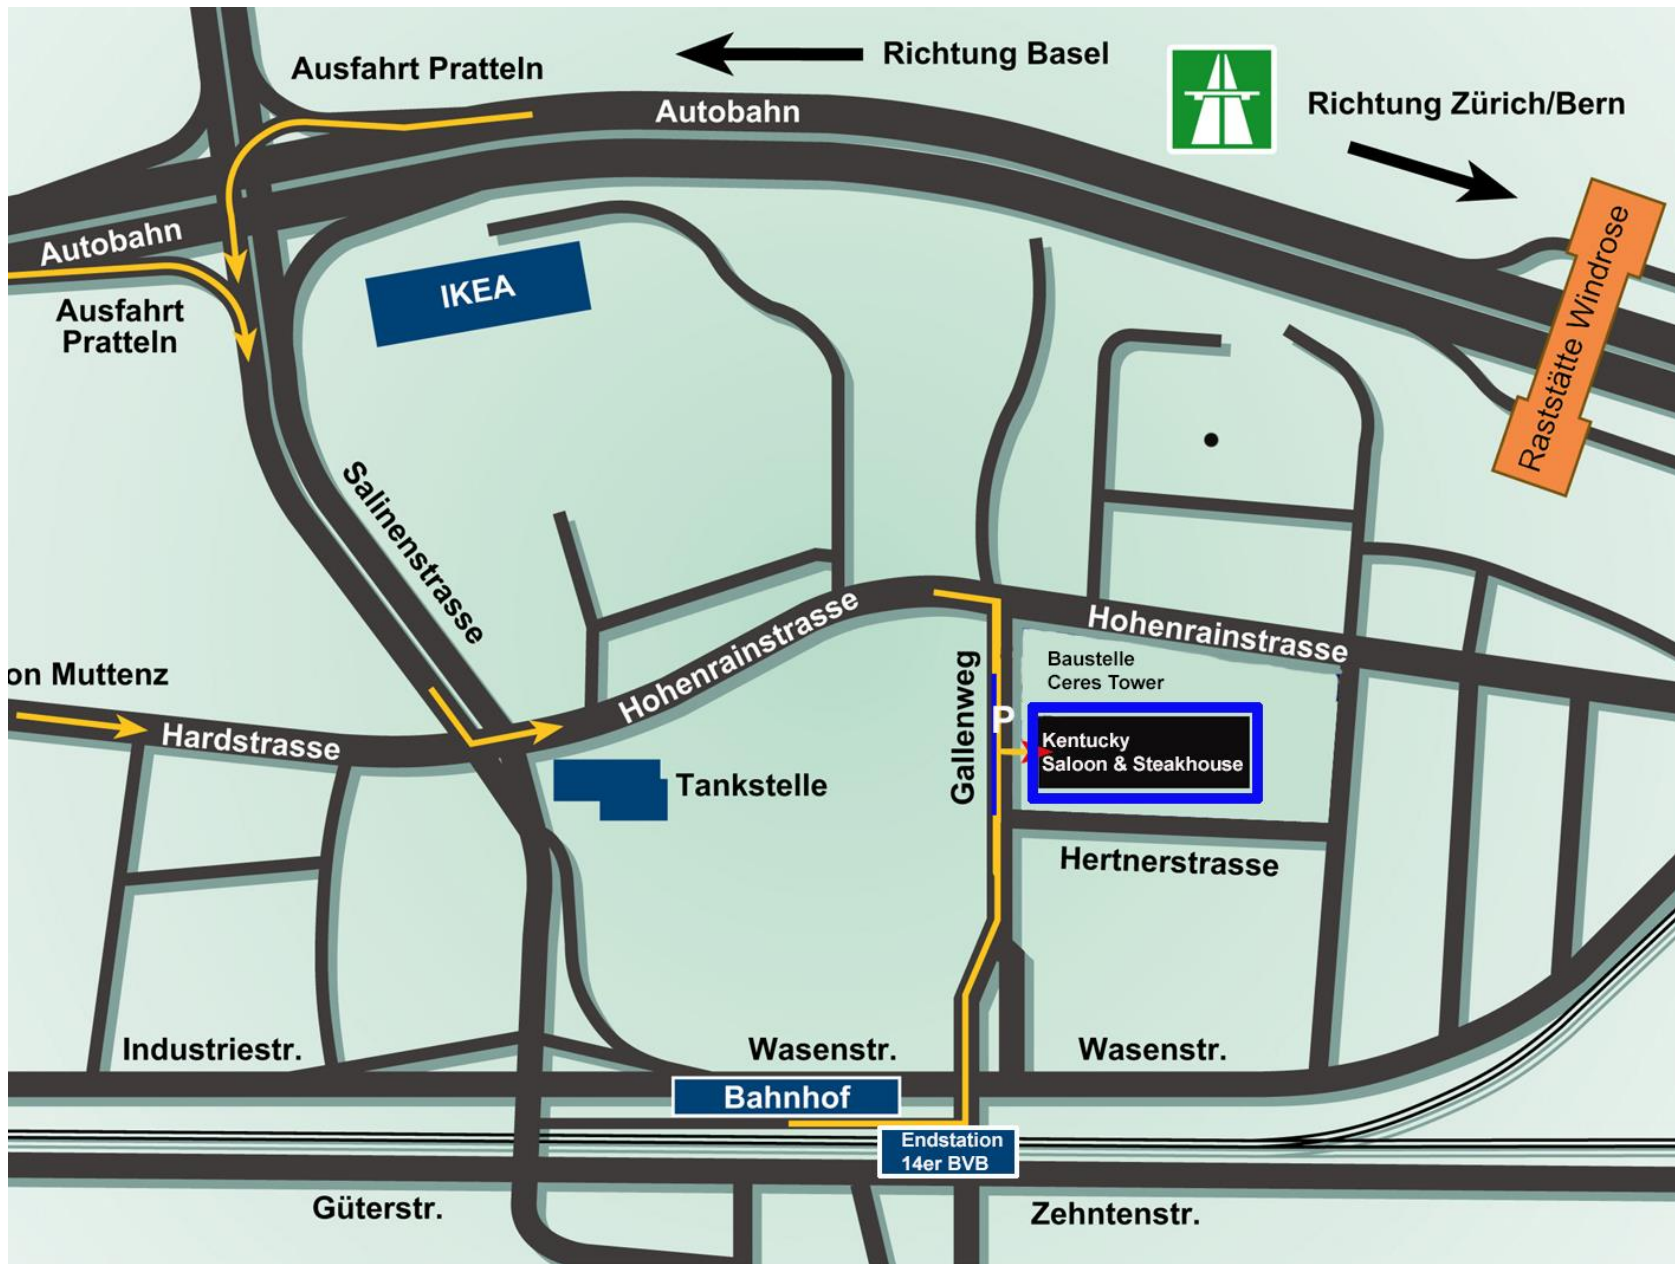 Ausfahrt Pratteln
Richtung Basel
Autobahn
Richtung Zürich/Bern
Autobahn
Raststätte Windrose
IKEA
Ausfahrt
Pratteln
Salinenstrasse
Hohenrainstrasse
Hohenrainstrasse
on Muttenz
Hardstrasse
Gallenweg
Baustelle
Ceres Tower
P
Kentucky
Saloon & Steakhouse
Tankstelle
Hertnerstrasse
Industriestr.
Wasenstr.
Wasenstr.
Bahnhof
Endstation
14er BVB
Güterstr.
Zehntenstr.